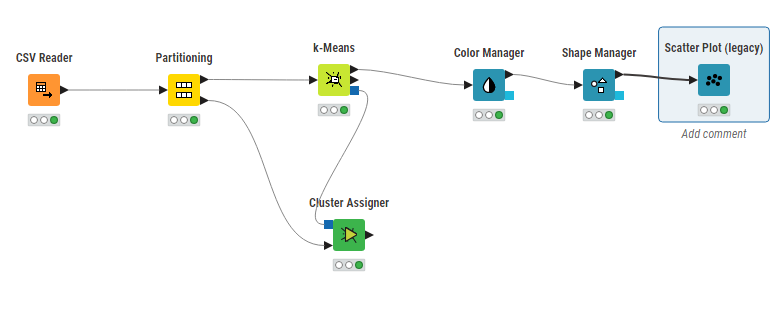 CSV Reader
Partitioning
k-Means
Color Manager
Shape Manager
Scatter Plot (legacy)
Add comment
Cluster Assigner